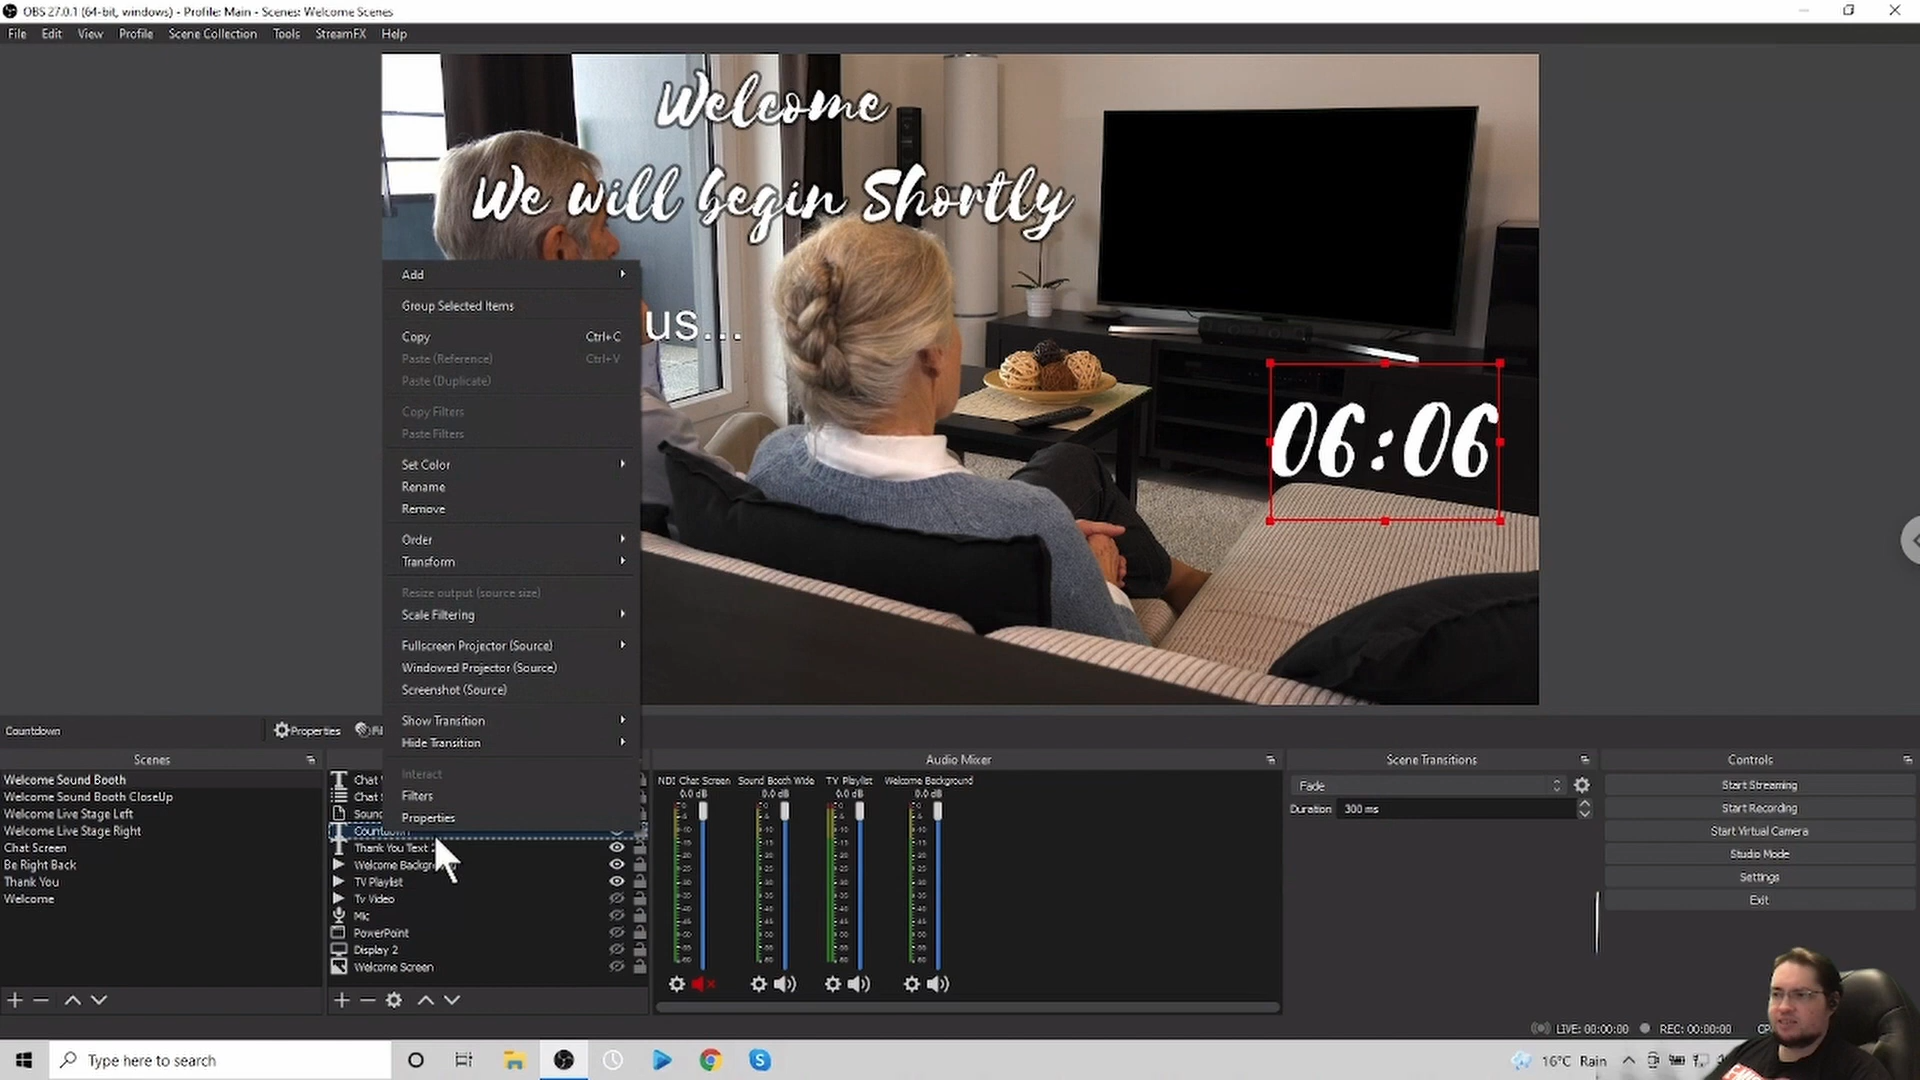 OBS 27.0.1 (64-bit, windows) - Profile: Main - Scenes: Welcome Scenes
File Edit View Profile Scene Collection Tools StreamFX Help
Welcome
We will begin Shortly
us...
06:06
Add
Group Selected Items
Copy Ctrl+C
Paste (Reference) Ctrl+V
Paste (Duplicate)
Copy Filters
Paste Filters
Set Color
Rename
Remove
Order
Transform
Resize output (source size)
Scale Filtering
Fullscreen Projector (Source)
Windowed Projector (Source)
Screenshot (Source)
Show Transition
Hide Transition
Interact
Filters
Properties
Countdown
Properties
Scenes
Welcome Sound Booth
Welcome Sound Booth CloseUp
Welcome Live Stage Left
Welcome Live Stage Right
Chat Screen
Be Right Back
Thank You
Welcome
Chat
Chat
Sound
Countdown
Thank You Text
Welcome Background
TV Playlist
Tv Video
Mic
PowerPoint
Display 2
Welcome Screen
Audio Mixer
NDI Chat Screen Sound Booth Wide TV Playlist Welcome Background
0.0 dB 0.0 dB 0.0 dB 0.0 dB
Scene Transitions
Fade
Duration 300 ms
Controls
Start Streaming
Start Recording
Start Virtual Camera
Studio Mode
Settings
Exit
LIVE: 00:00:00 REC: 00:00:00
Type here to search
16°C Rain